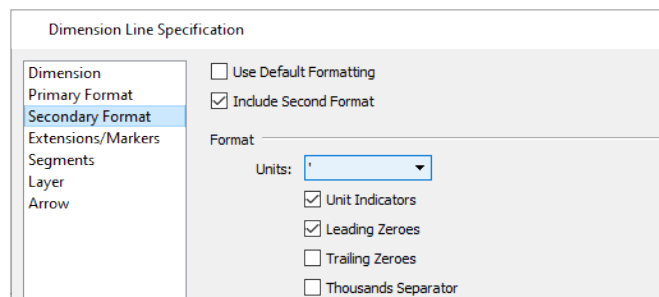 Dimension Line Specification
Dimension
Primary Format
Secondary Format
Extensions/Markers
Segments
Layer
Arrow
Use Default Formatting
Include Second Format
Format
Units: '
Unit Indicators
Leading Zeroes
Trailing Zeroes
Thousands Separator